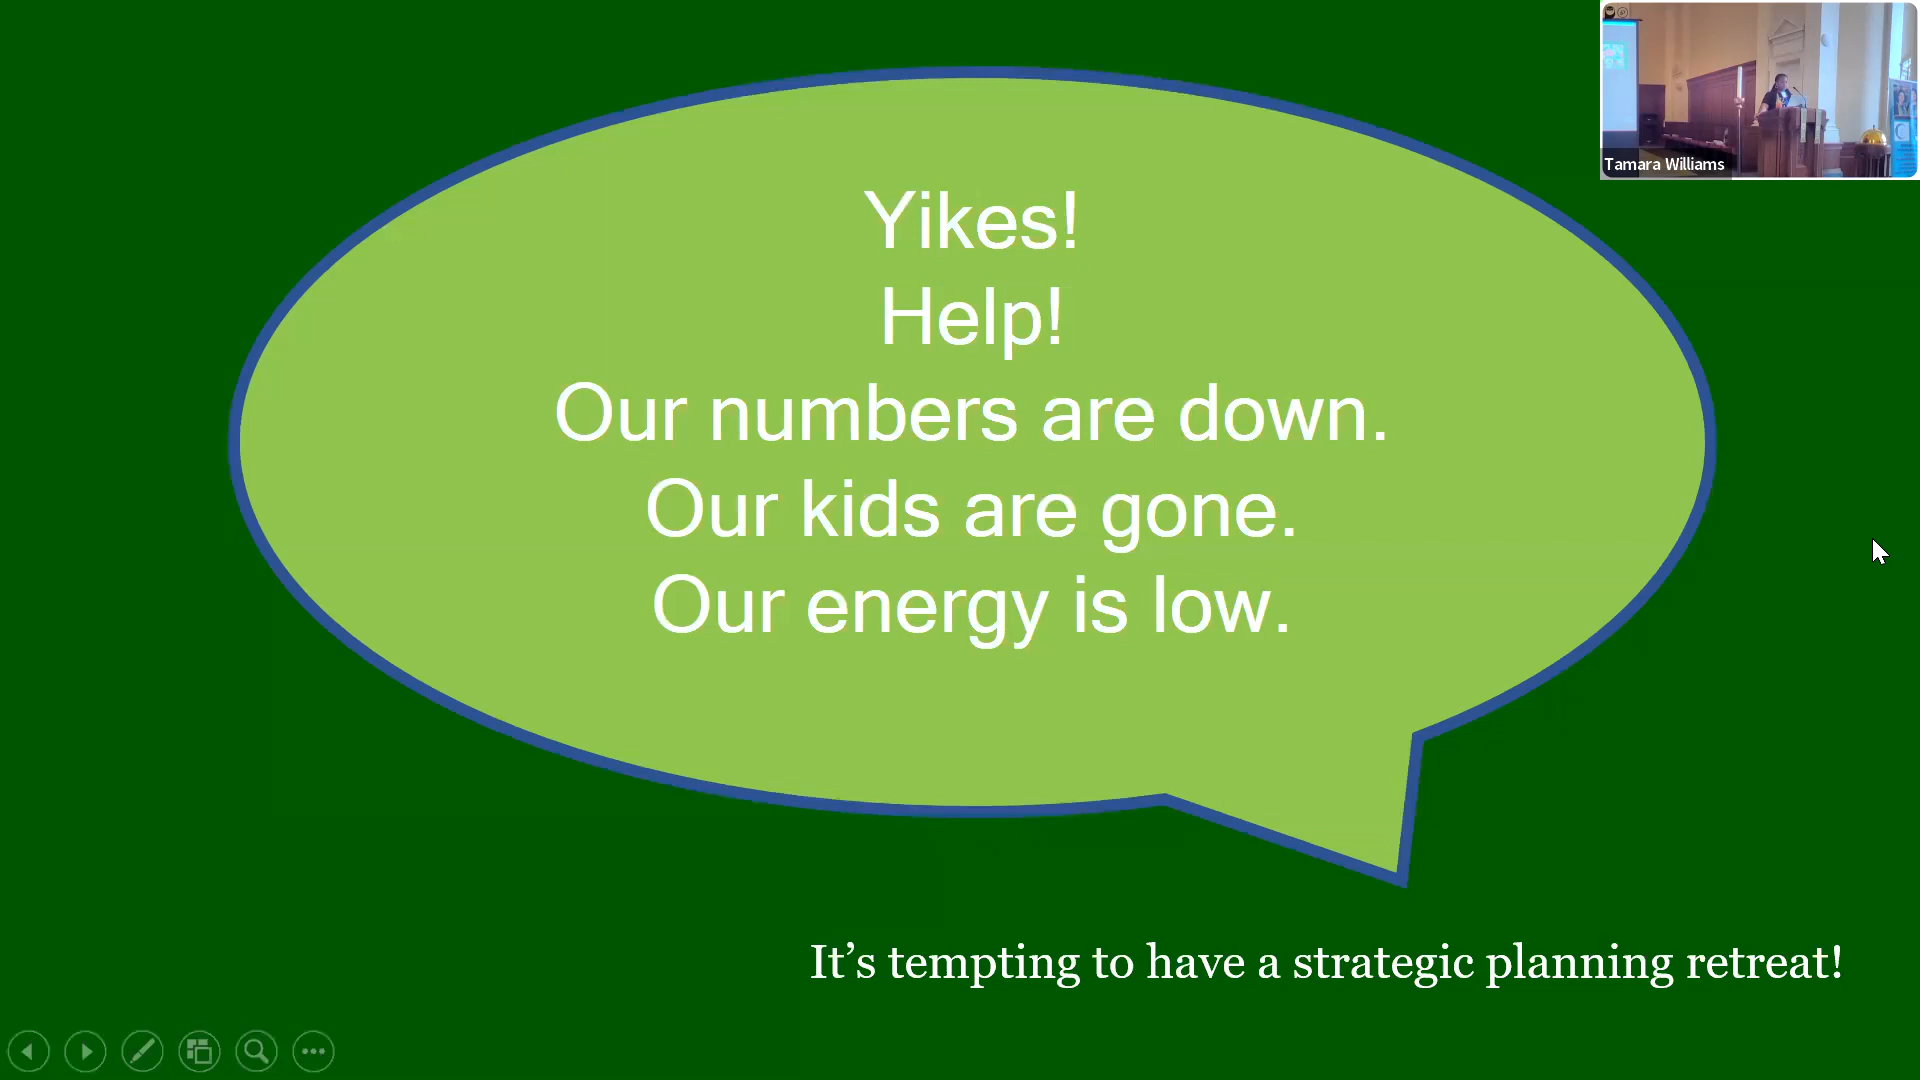 Yikes!
Help!
Our numbers are down.
Our kids are gone.
Our energy is low.
It’s tempting to have a strategic planning retreat!
Tamara Williams